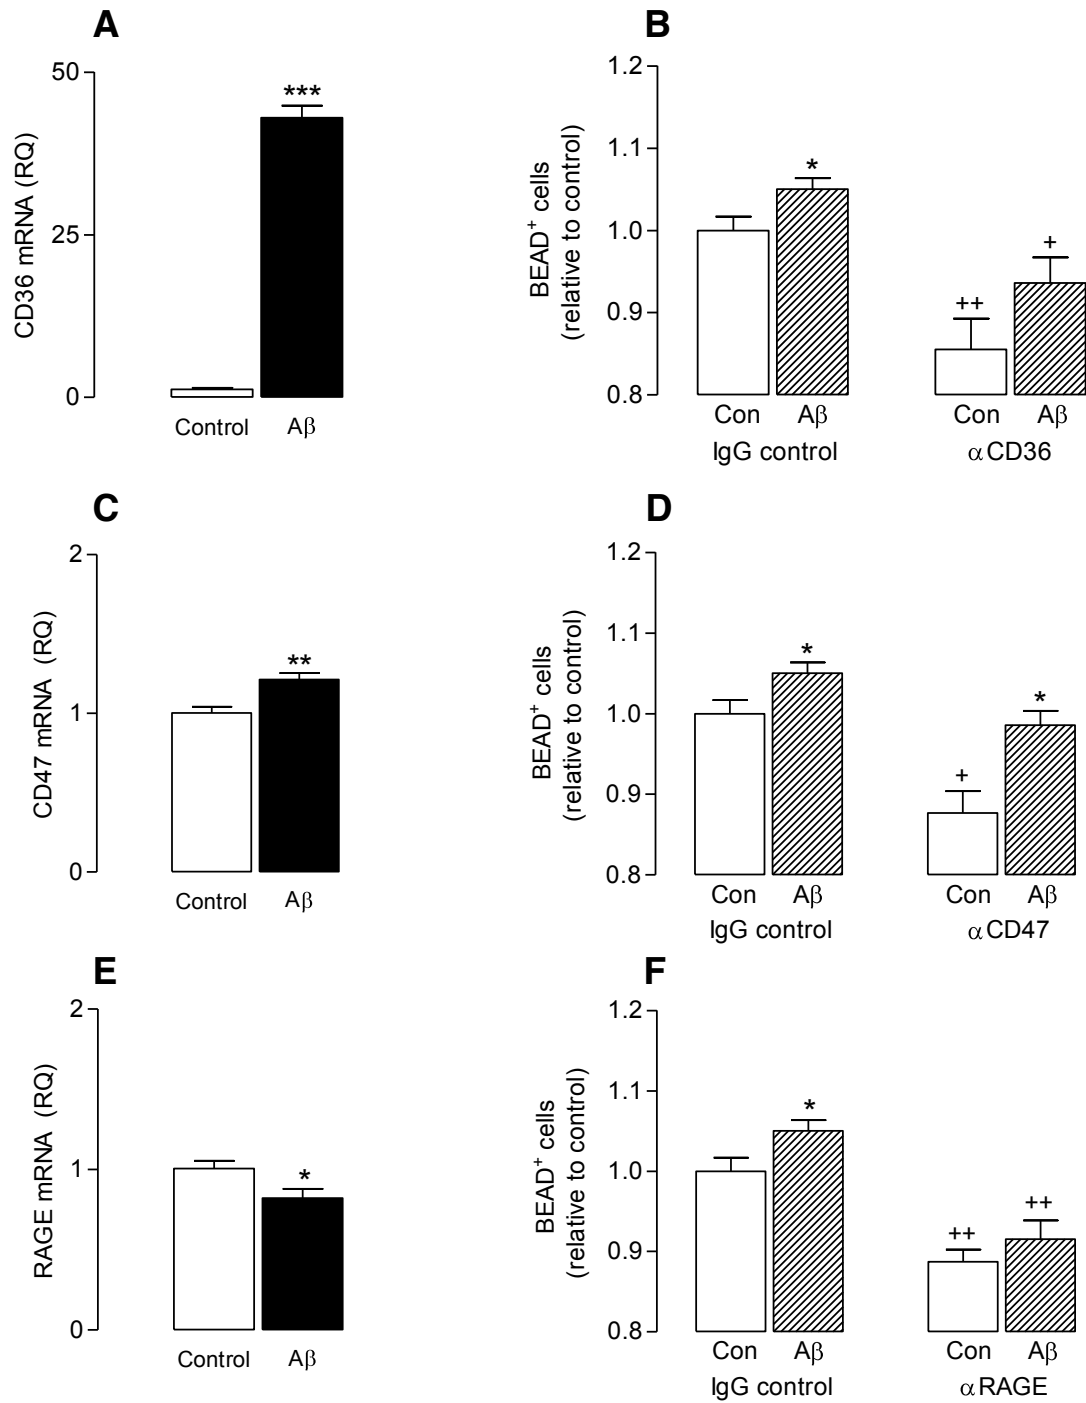 A
CD36 mRNA (RQ)
50
25
0
***
Control
Aβ
B
BEAD+ cells
(relative to control)
1.2
1.1
1.0
0.9
0.8
*
++
+
Con Aβ Con Aβ
IgG control αCD36
C
CD47 mRNA (RQ)
2
1
0
**
Control
Aβ
D
BEAD+ cells
(relative to control)
1.2
1.1
1.0
0.9
0.8
*
+
*
Con Aβ Con Aβ
IgG control αCD47
E
RAGE mRNA (RQ)
2
1
0
*
Control
Aβ
F
BEAD+ cells
(relative to control)
1.2
1.1
1.0
0.9
0.8
*
++
++
Con Aβ Con Aβ
IgG control αRAGE